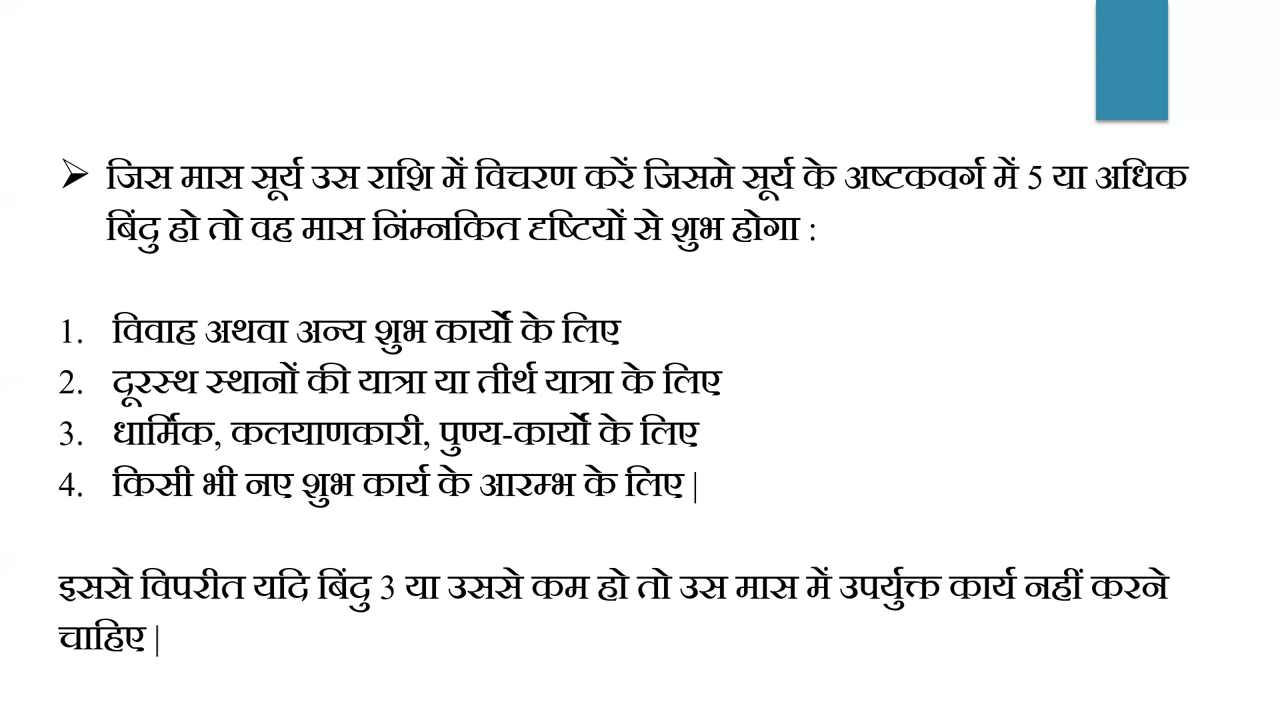 ➢ जिस मास सूर्य उस राशि में विचरण करें जिसमे सूर्य के अष्टकवर्ग में 5 या अधिक
बिंदु हो तो वह मास निंम्नकित दृष्टियों से शुभ होगा :
1. विवाह अथवा अन्य शुभ कार्यो के लिए
2. दूरस्थ स्थानों की यात्रा या तीर्थ यात्रा के लिए
3. धार्मिक, कलयाणकारी, पुण्य-कार्यो के लिए
4. किसी भी नए शुभ कार्य के आरम्भ के लिए |
इससे विपरीत यदि बिंदु 3 या उससे कम हो तो उस मास में उपर्युक्त कार्य नहीं करने
चाहिए |